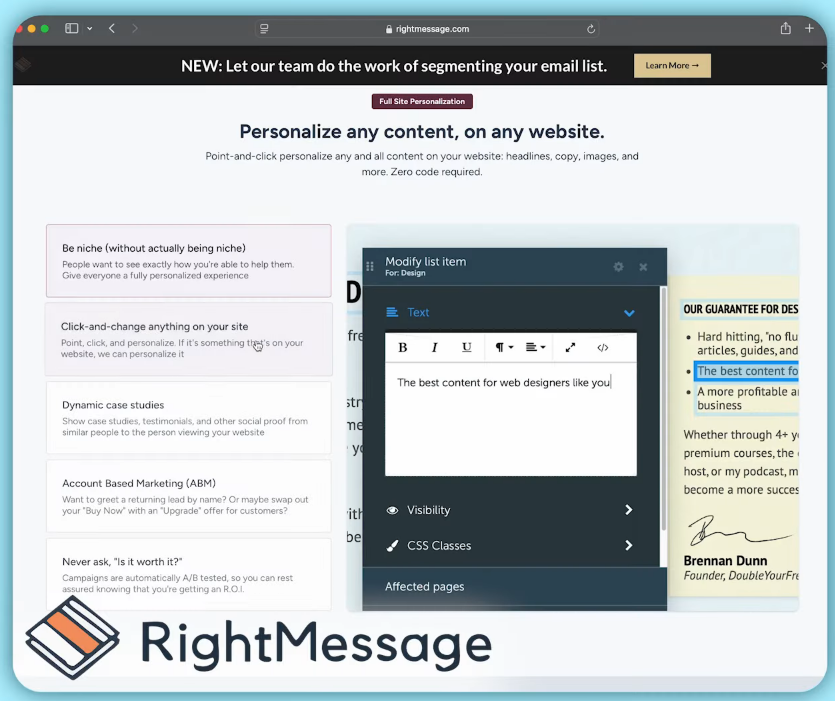 rightmessage.com
NEW: Let our team do the work of segmenting your email list.
Learn More →
Full Site Personalization
Personalize any content, on any website.
Point-and-click personalize any and all content on your website: headlines, copy, images, and
more. Zero code required.
Be niche (without actually being niche)
People want to see exactly how you're able to help them.
Give everyone a fully personalized experience
Click-and-change anything on your site
Point, click, and personalize. If it's something that's on your
website, we can personalize it
Dynamic case studies
Show case studies, testimonials, and other social proof from
similar people to the person viewing your website
Account Based Marketing (ABM)
Want to greet a returning lead by name? Or maybe swap out
your "Buy Now" with an "Upgrade" offer for customers?
Never ask, "Is it worth it?"
Campaigns are automatically A/B tested, so you can rest
assured knowing that you're getting an R.O.I.
Modify list item
For: Design
Text
B I U
The best content for web designers like you
Visibility
CSS Classes
Affected pages
OUR GUARANTEE FOR DES
• Hard hitting, "no flu
articles, guides, and
• The best content fo
• A more profitable a
business
Whether through 4+ y
premium courses, the
host, or my podcast, m
become a more succes
Brennan Dunn
Founder, DoubleYourFre
RightMessage